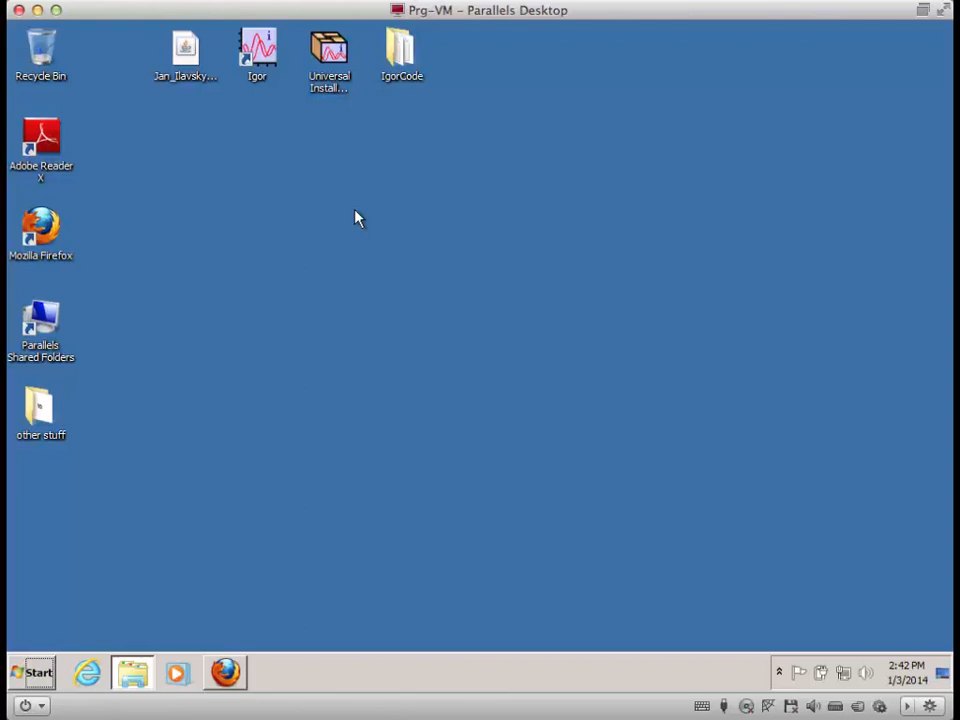 Prg-VM – Parallels Desktop
Recycle Bin
Jan_Ilavsky...
Igor
Universal
Install...
IgorCode
Adobe Reader
X
Mozilla Firefox
Parallels
Shared Folders
other stuff
Start
2:42 PM
1/3/2014